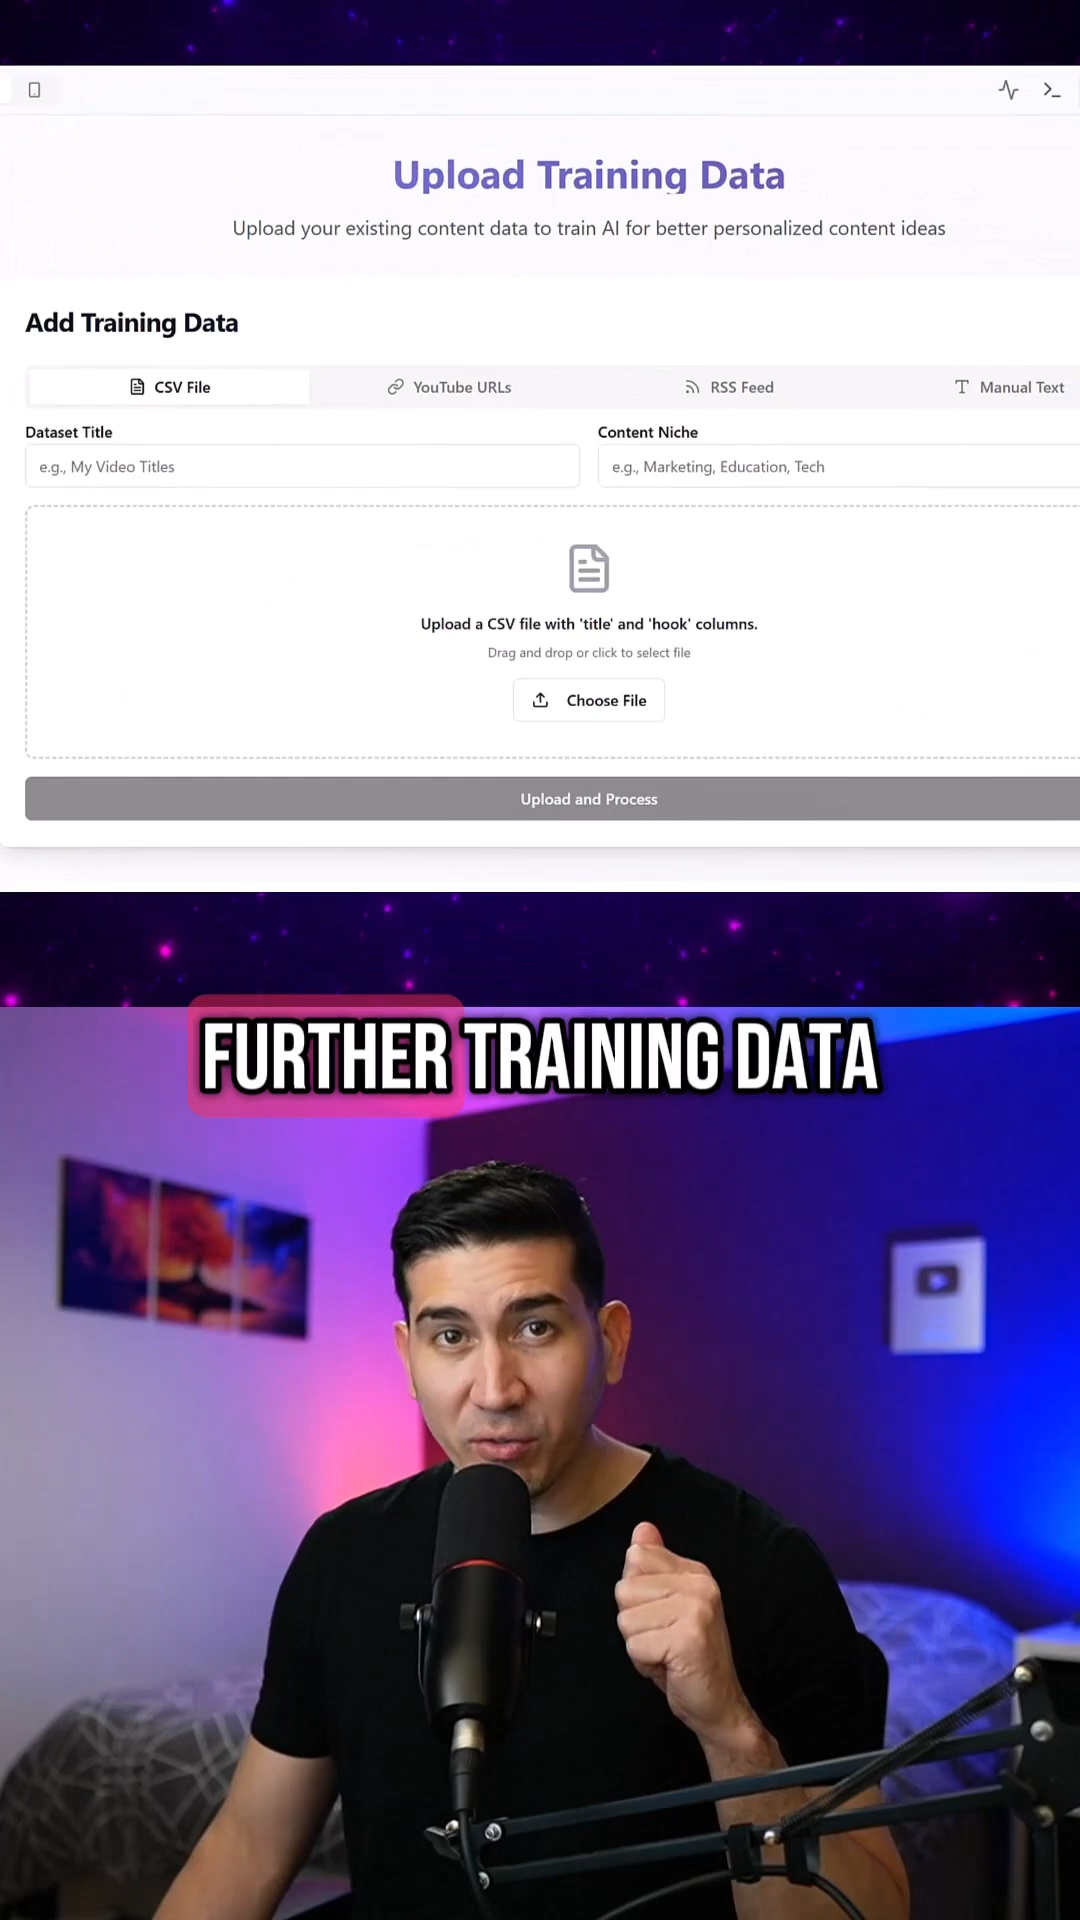 Upload Training Data
Upload your existing content data to train AI for better personalized content ideas
Add Training Data
CSV File
YouTube URLs
RSS Feed
Manual Text
Dataset Title
Content Niche
e.g., My Video Titles
e.g., Marketing, Education, Tech
Upload a CSV file with 'title' and 'hook' columns.
Drag and drop or click to select file
Choose File
Upload and Process
FURTHER TRAINING DATA